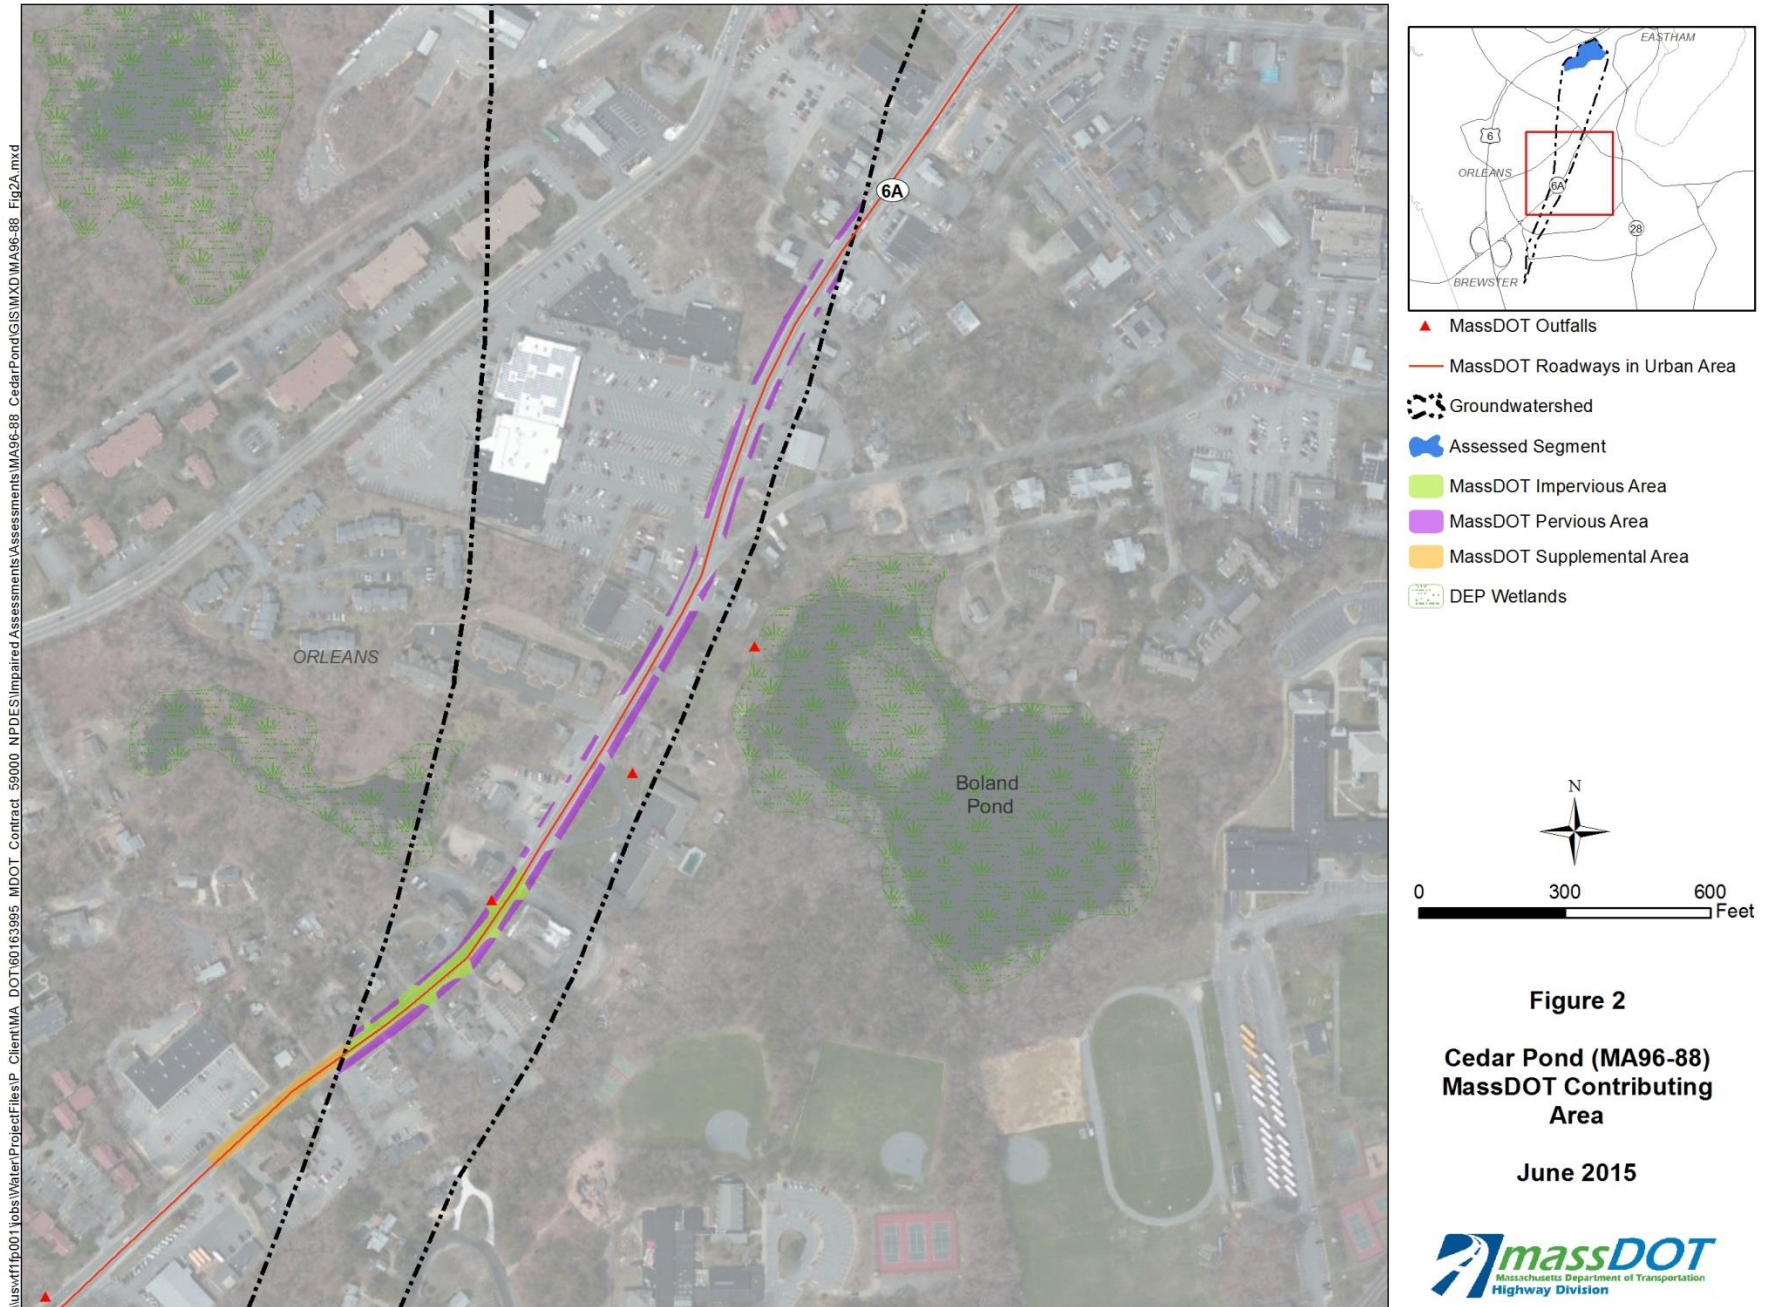 \\uswtf1fp001\jobs\Water\ProjectFiles\P_Client\MA_DOT\60163995_MDOT_Contract_59000_NPDES\Impaired Assessments\Assessments\MA96-88_CedarPond\GIS\MXD\MA96-88_Fig2A.mxd
6A
ORLEANS
Boland
Pond
EASTHAM
6
ORLEANS
6A
28
BREWSTER
MassDOT Outfalls
MassDOT Roadways in Urban Area
Groundwatershed
Assessed Segment
MassDOT Impervious Area
MassDOT Pervious Area
MassDOT Supplemental Area
DEP Wetlands
N
0 300 600
Feet
Figure 2
Cedar Pond (MA96-88)
MassDOT Contributing
Area
June 2015
massDOT
Massachusetts Department of Transportation
Highway Division